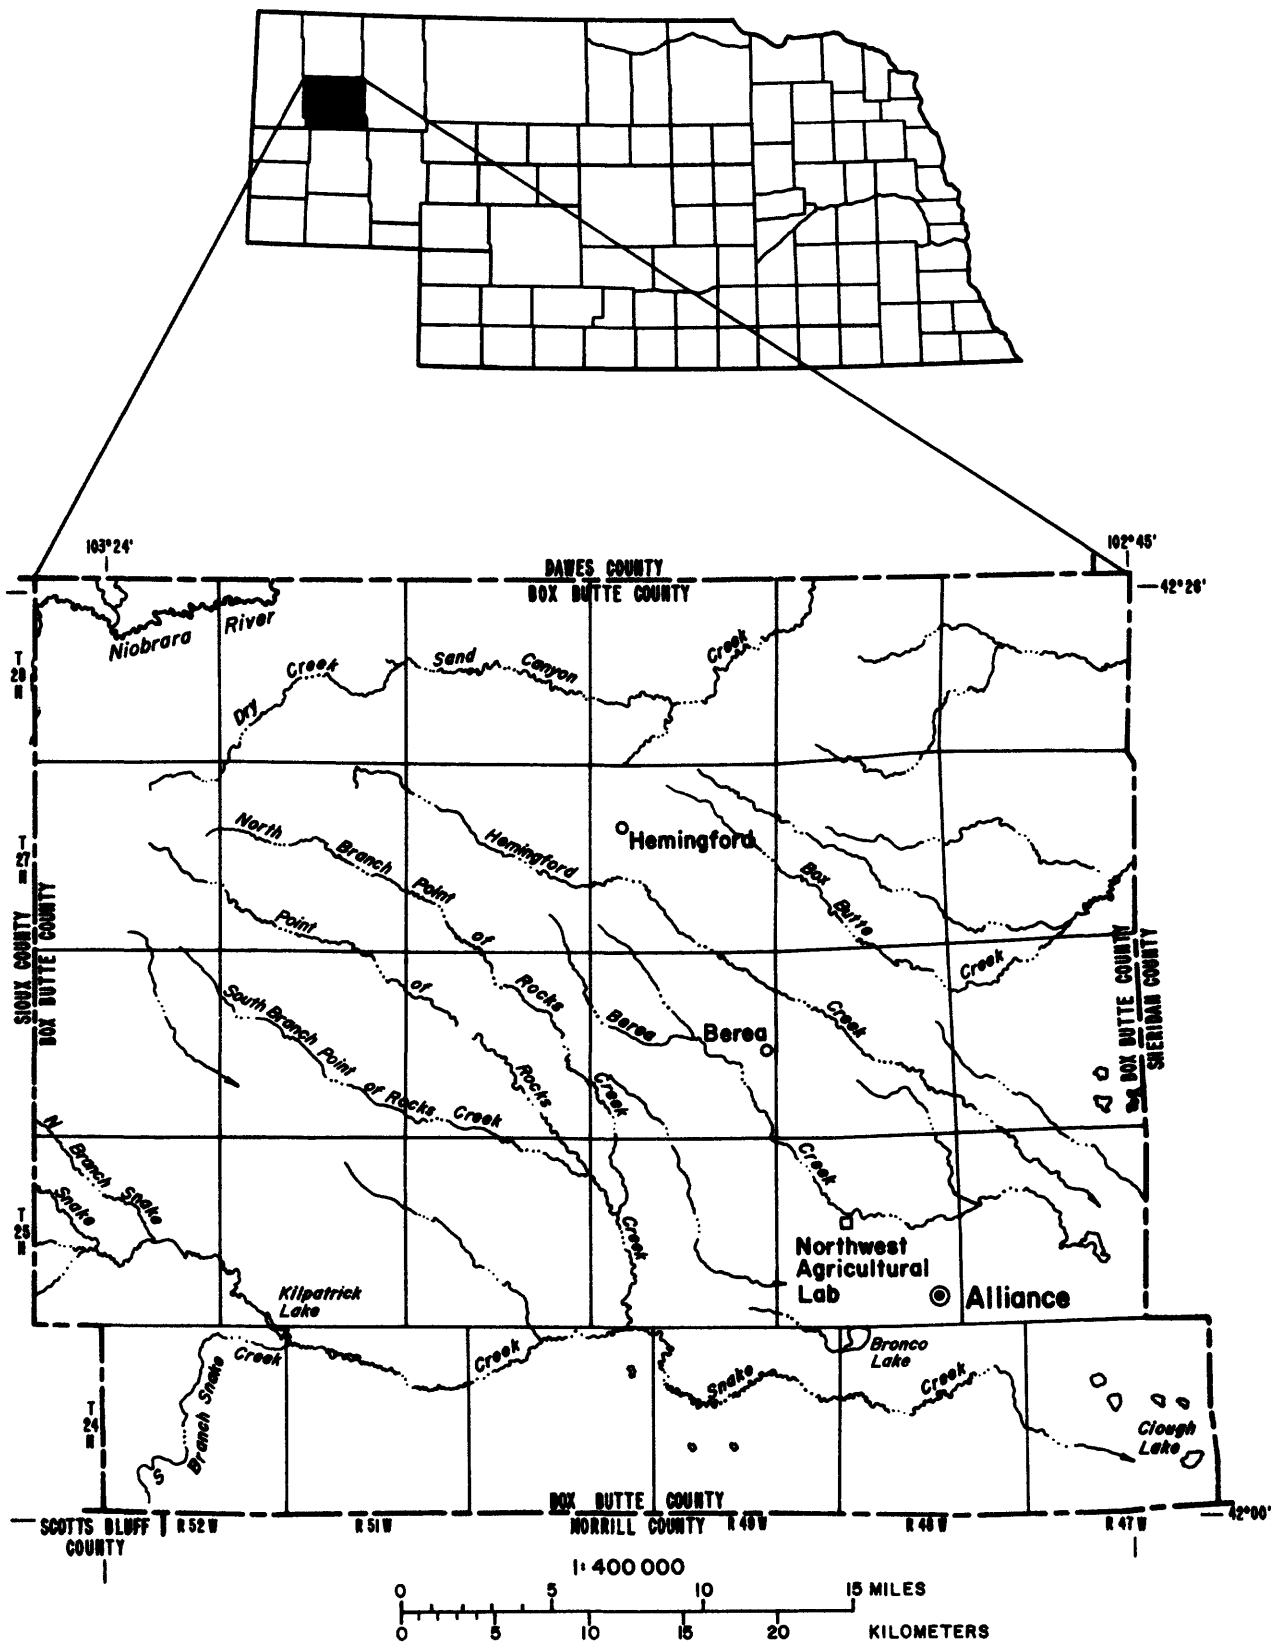 103°24'
102°45'
DAWES COUNTY
BOX BUTTE COUNTY
42°26'
Niobrara River
T
28
N
Dry Creek
Sand Canyon Creek
T
27
N
North Branch Point of Rocks Creek
Hemingford Creek
Hemingford
Box Butte Creek
Point of Rocks Creek
SIOUX COUNTY
BOX BUTTE COUNTY
BOX BUTTE COUNTY
SHERIDAN COUNTY
South Branch Point of Rocks Creek
Berea Creek
Berea
N Branch Snake
Snake
T
25
N
Northwest
Agricultural
Lab
Alliance
Kilpatrick
Lake
Creek
S Branch Snake
Creek
Snake Creek
Bronco
Lake
Clough
Lake
T
24
N
BOX BUTTE COUNTY
SCOTTS BLUFF
COUNTY
R 52 W
R 51 W
MORRILL COUNTY
R 49 W
R 48 W
R 47 W
42°00'
1:400 000
0 5 10 15 MILES
0 5 10 15 20 KILOMETERS